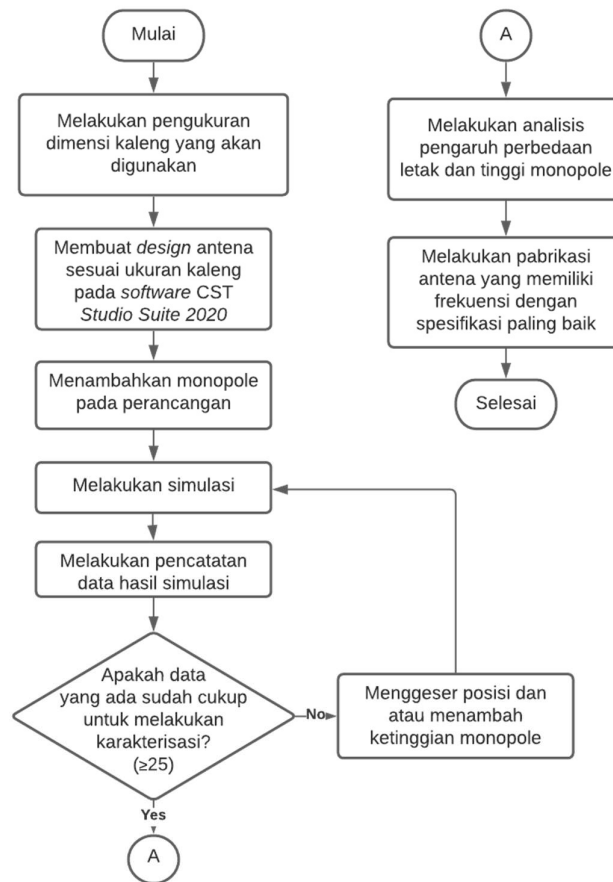 Mulai
Melakukan pengukuran
dimensi kaleng yang akan
digunakan
Membuat design antena
sesuai ukuran kaleng
pada software CST
Studio Suite 2020
Menambahkan monopole
pada perancangan
Melakukan simulasi
Melakukan pencatatan
data hasil simulasi
Apakah data
yang ada sudah cukup
untuk melakukan
karakterisasi?
(≥25)
No
Menggeser posisi dan
atau menambah
ketinggian monopole
Yes
A
A
Melakukan analisis
pengaruh perbedaan
letak dan tinggi monopole
Melakukan pabrikasi
antena yang memiliki
frekuensi dengan
spesifikasi paling baik
Selesai